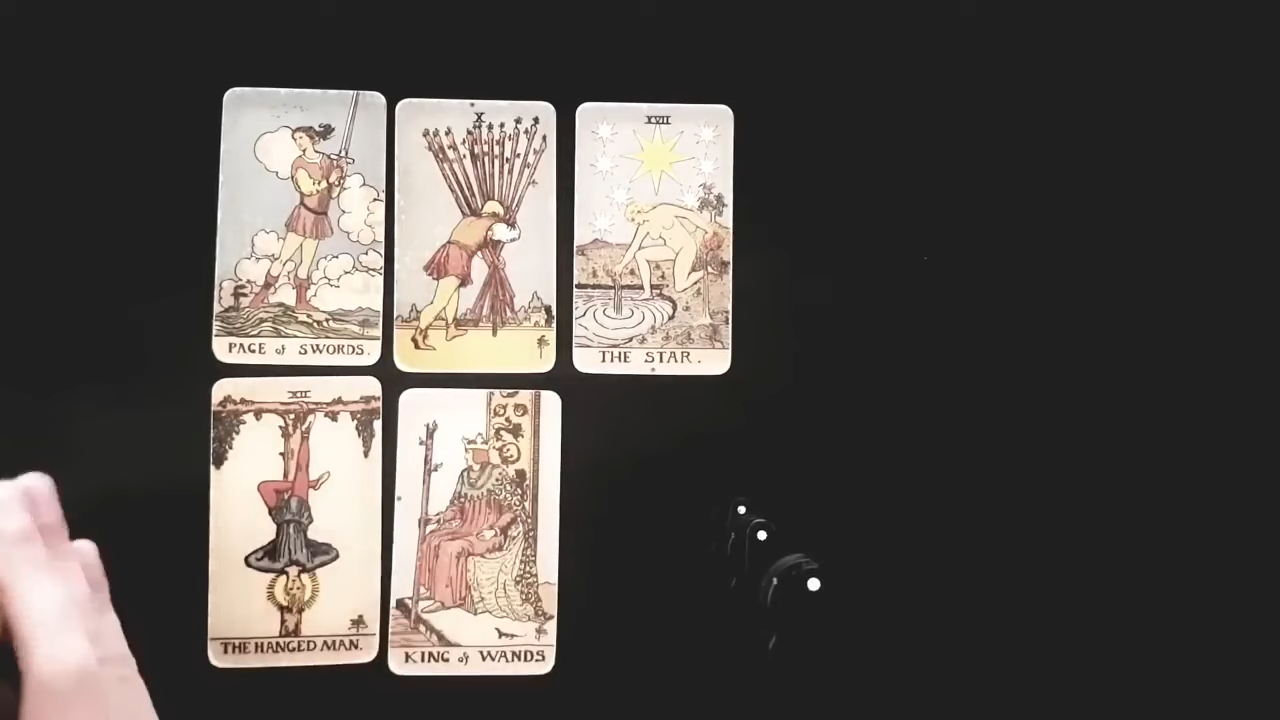 PAGE of SWORDS.
X
XVII
THE STAR.
XII
THE HANGED MAN.
KING of WANDS